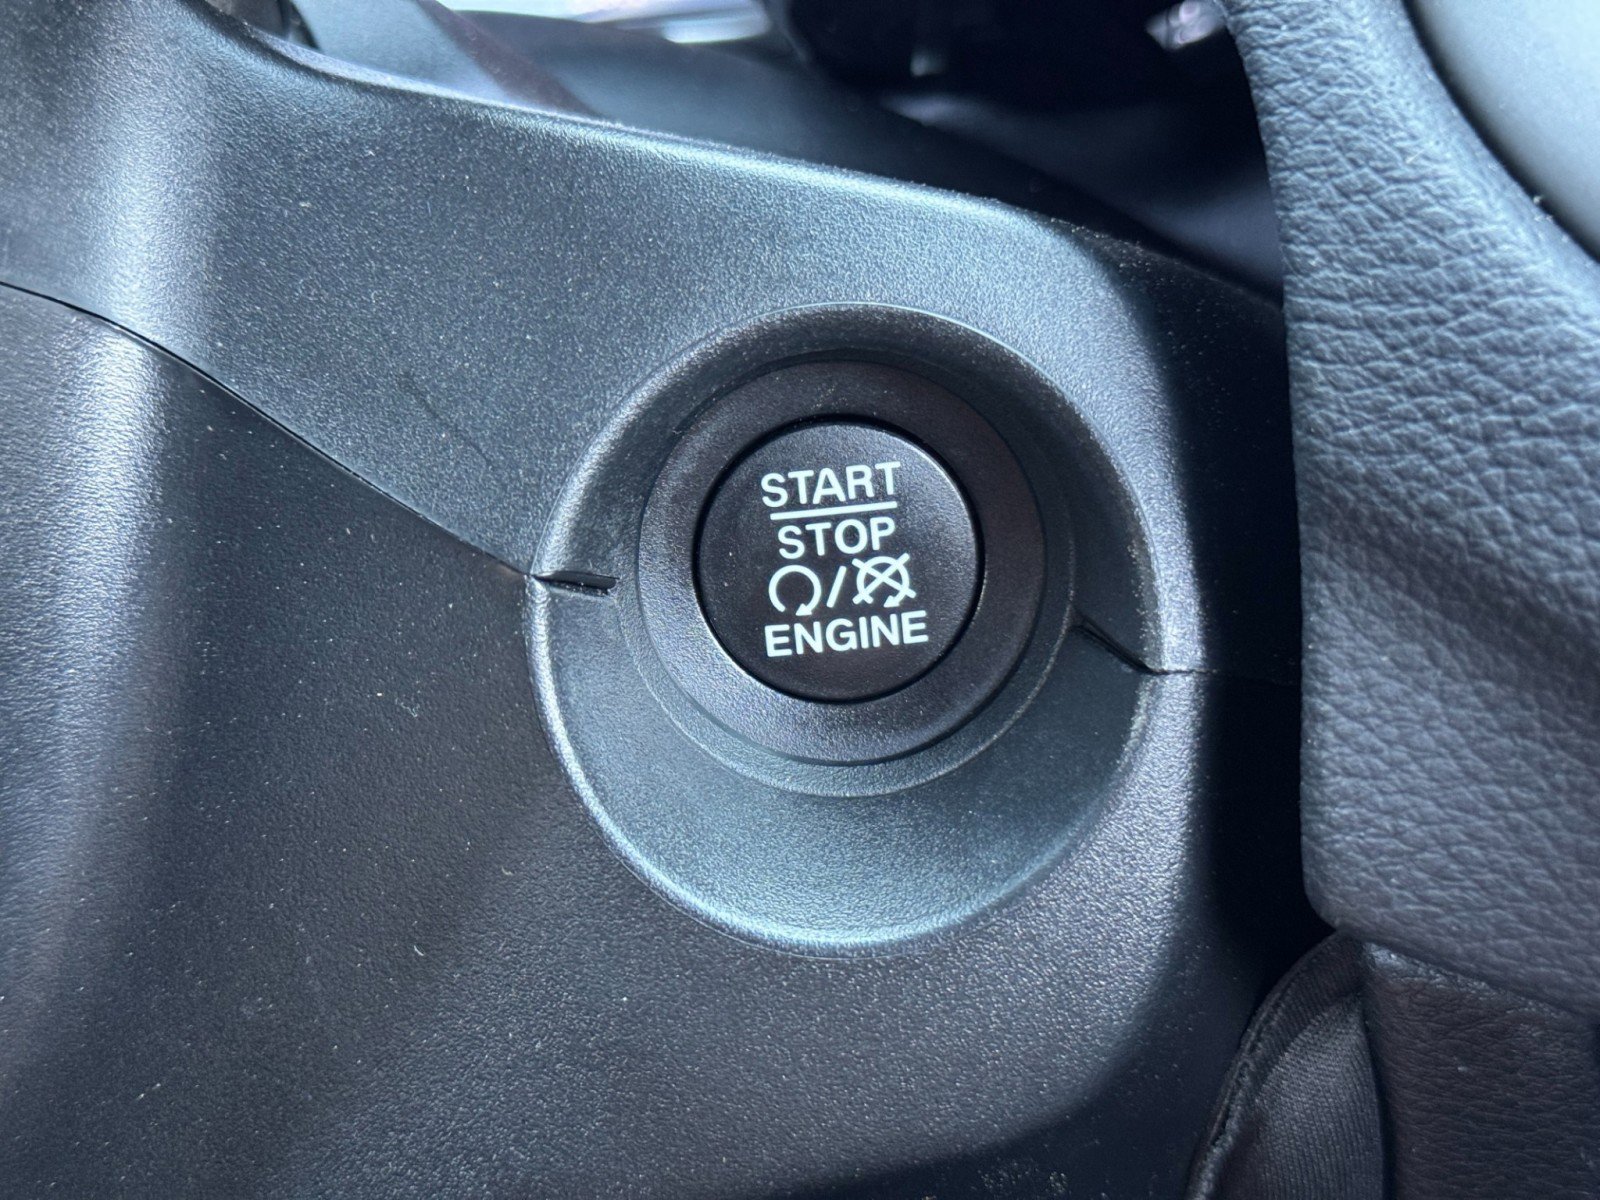 START
STOP
/
ENGINE